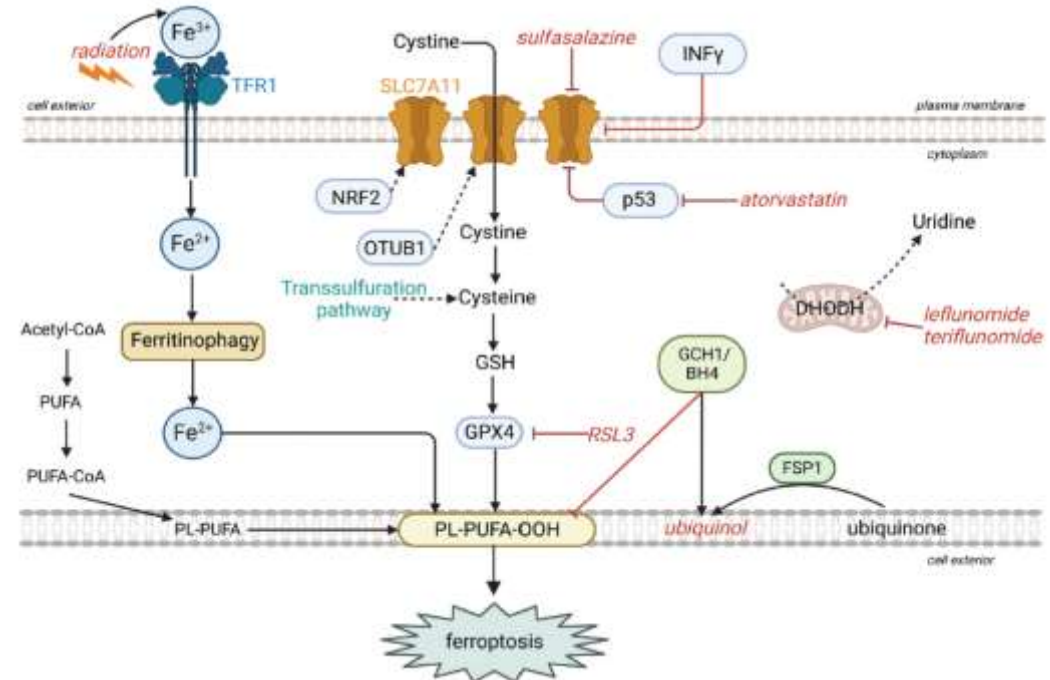 Fe3+
radiation
TFR1
Cystine
sulfasalazine
INFγ
SLC7A11
cell exterior
plasma membrane
cytoplasm
NRF2
p53
atorvastatin
Fe2+
OTUB1
Cystine
Uridine
Transsulfuration
pathway
Cysteine
DHODH
leflunomide
teriflunomide
Acetyl-CoA
Ferritinophagy
GSH
GCH1/
BH4
PUFA
Fe2+
GPX4
RSL3
PUFA-CoA
FSP1
PL-PUFA
PL-PUFA-OOH
ubiquinol
ubiquinone
cell exterior
ferroptosis